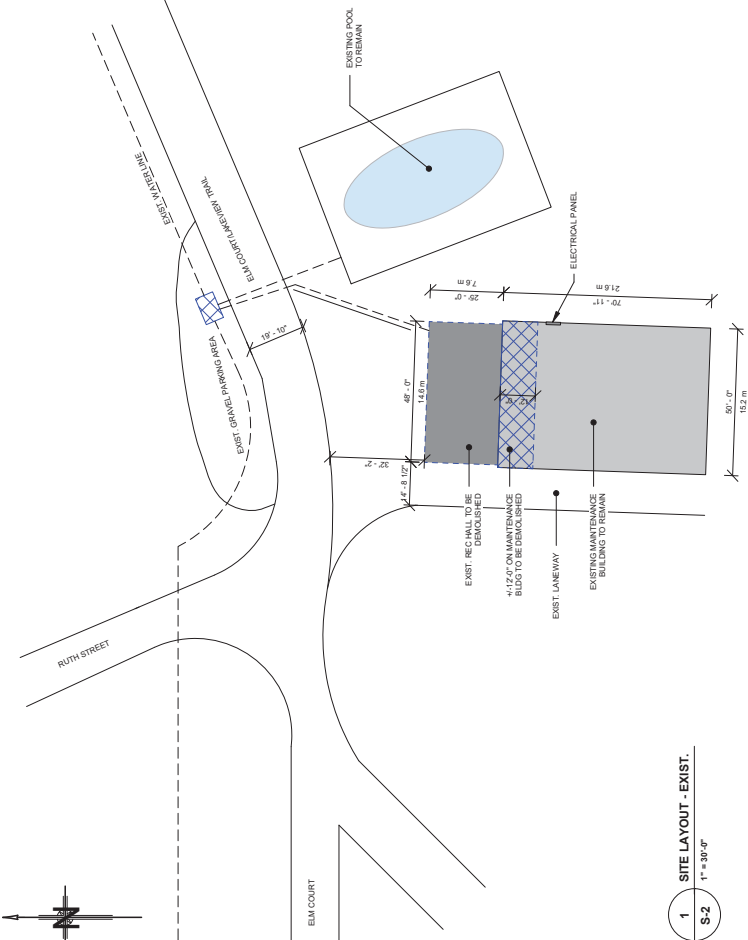 EXISTING POOL
TO REMAIN
EXIST. WATER LINE
ELM COURT/LAKEVIEW TRAIL
EXIST. GRAVEL PARKING AREA
19' - 10"
ELECTRICAL PANEL
7.6 m
25' - 0"
21.6 m
70' - 11"
48' - 0"
14.6 m
12' - 0"
32' - 2"
14' - 8 1/2"
50' - 0"
15.2 m
EXIST. REC HALL TO BE
DEMOLISHED
+/-12'-0" ON MAINTENANCE
BLDG TO BE DEMOLISHED
EXIST. LANEWAY
EXISTING MAINTENANCE
BUILDING TO REMAIN
RUTH STREET
ELM COURT
N
1
S-2
SITE LAYOUT - EXIST.
1" = 30'-0"